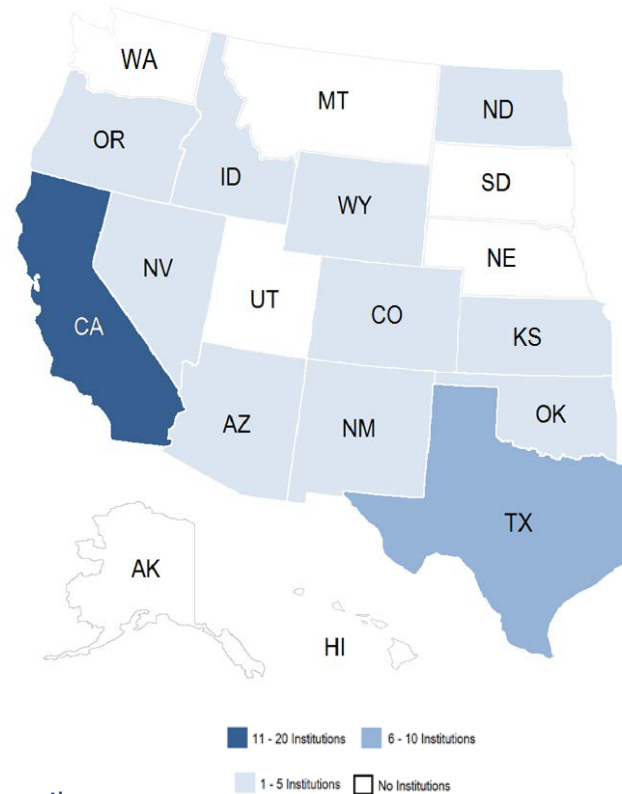 WA
MT
ND
OR
ID
SD
WY
NE
NV
UT
CO
CA
KS
AZ
NM
OK
TX
AK
HI
11 - 20 Institutions 6 - 10 Institutions
1 - 5 Institutions No Institutions